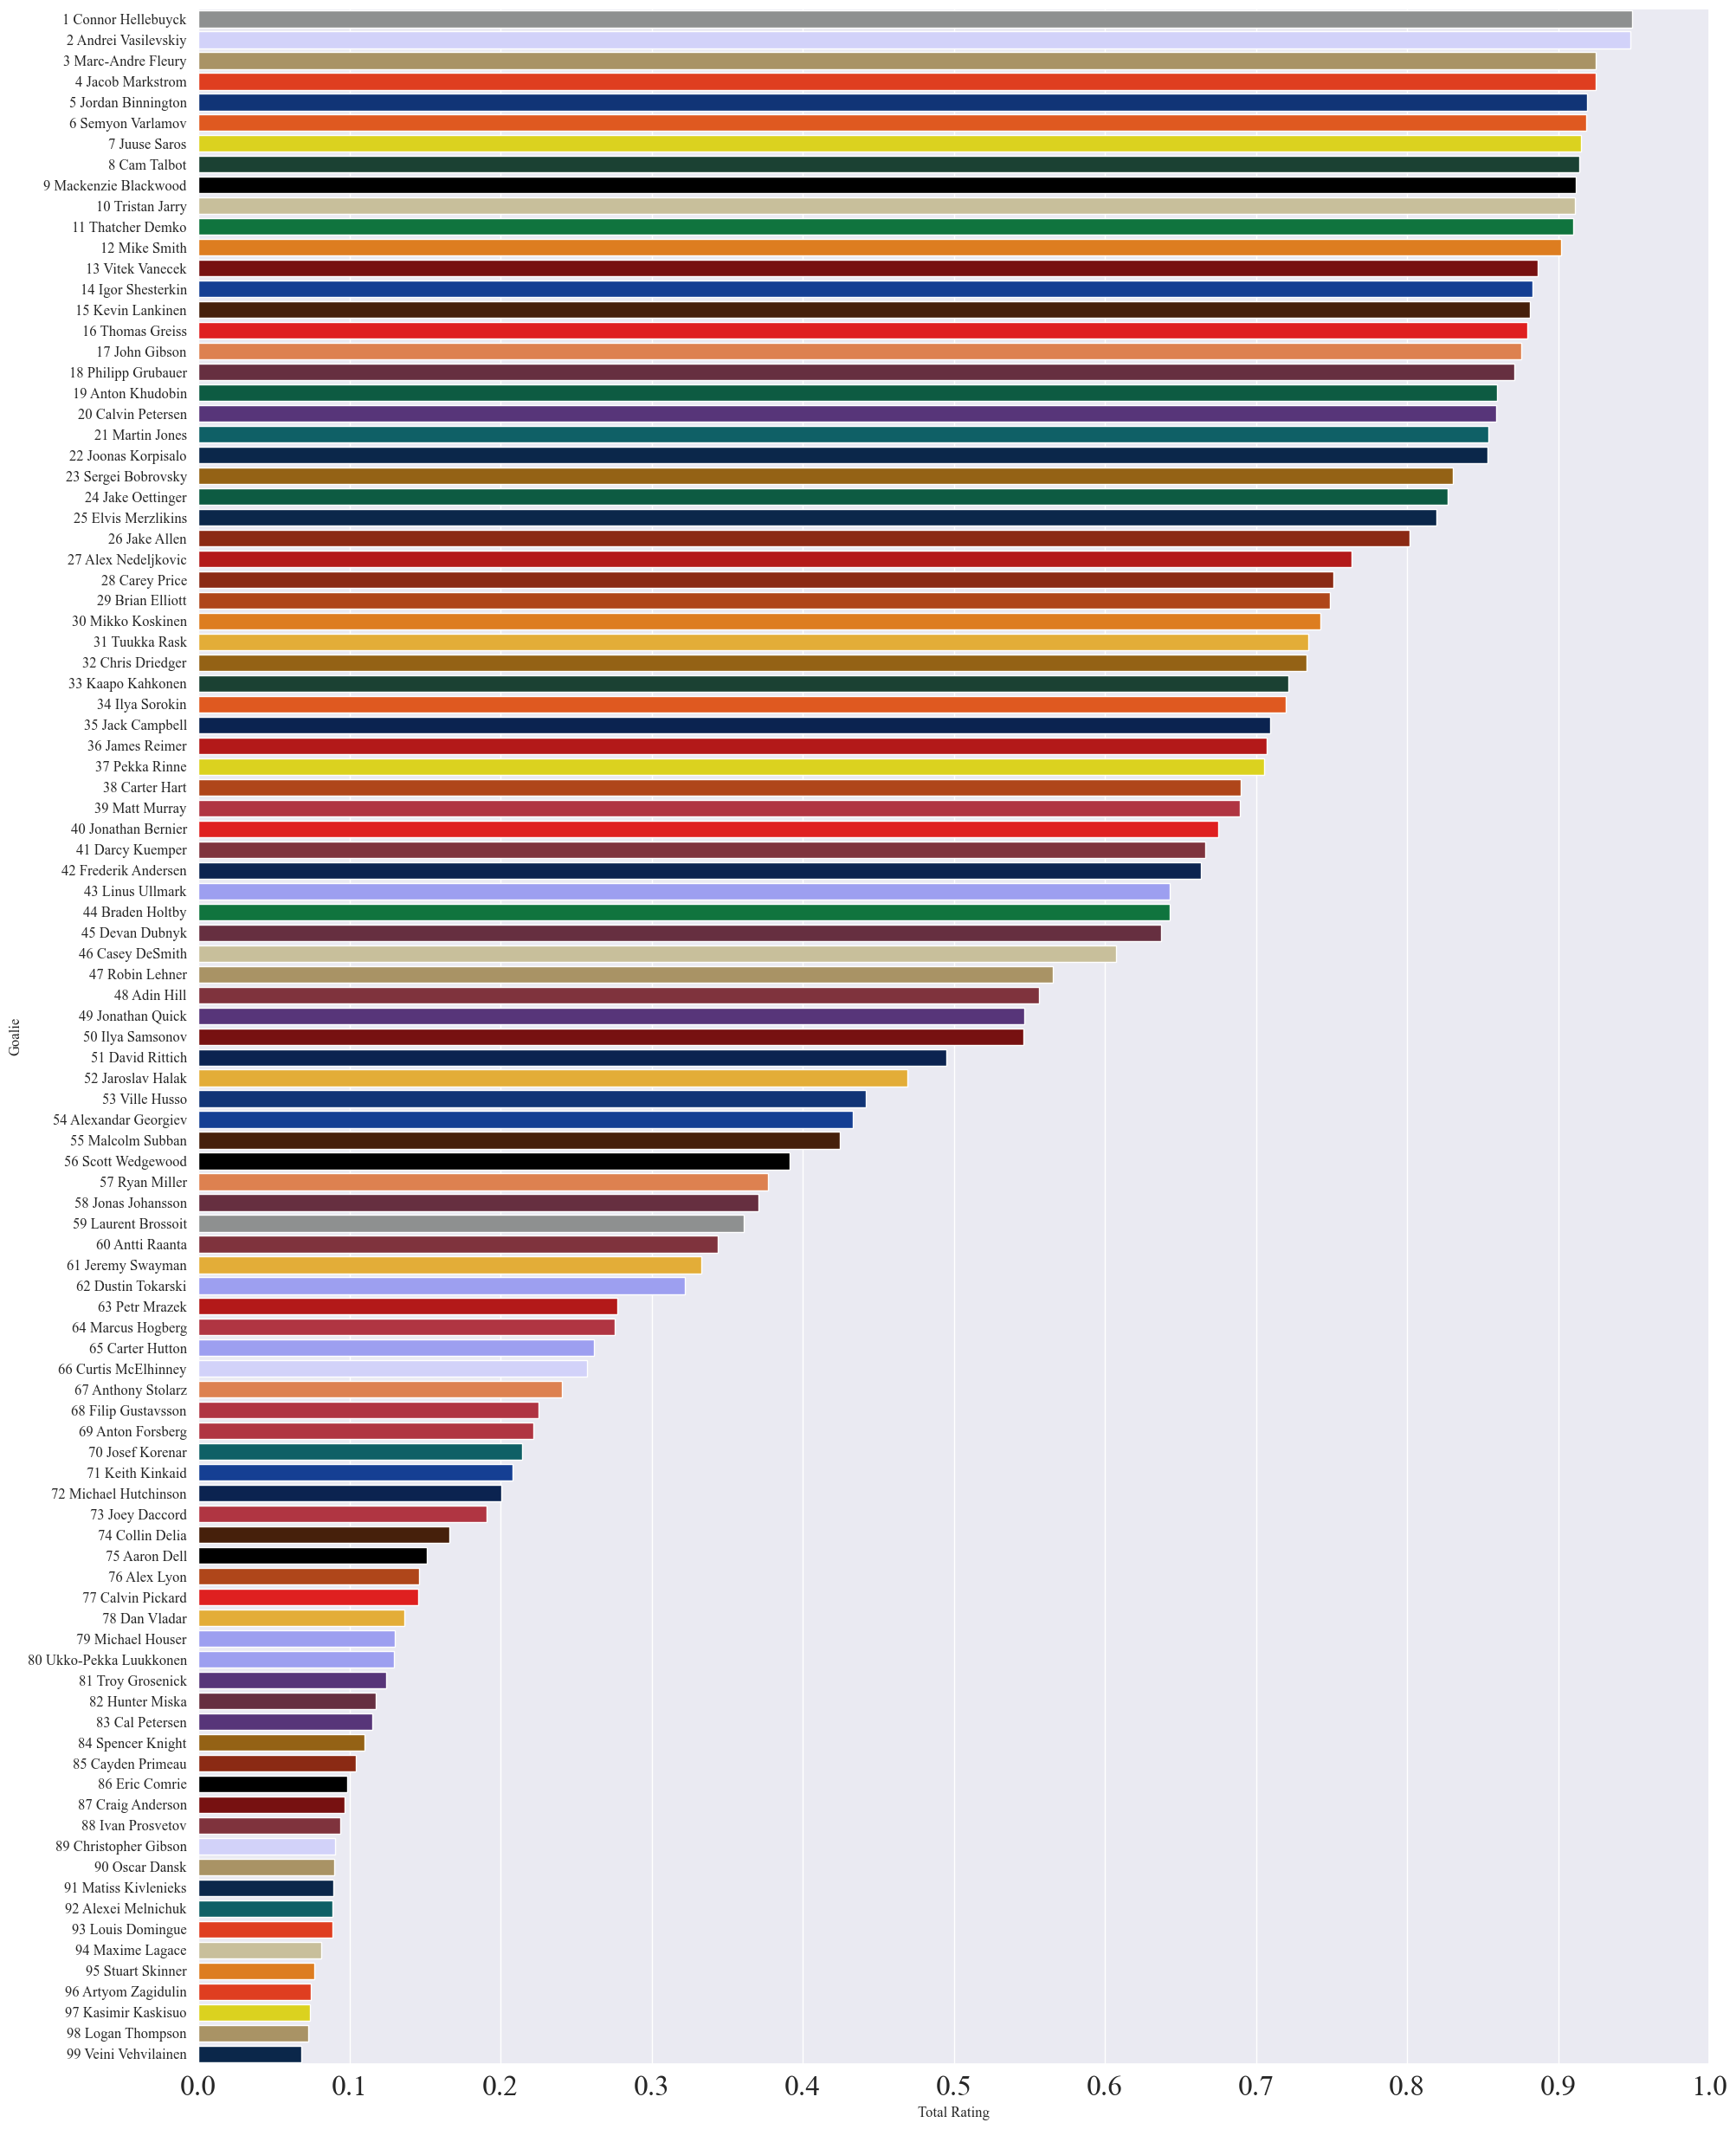 1 Connor Hellebuyck
2 Andrei Vasilevskiy
3 Marc-Andre Fleury
4 Jacob Markstrom
5 Jordan Binnington
6 Semyon Varlamov
7 Juuse Saros
8 Cam Talbot
9 Mackenzie Blackwood
10 Tristan Jarry
11 Thatcher Demko
12 Mike Smith
13 Vitek Vanecek
14 Igor Shesterkin
15 Kevin Lankinen
16 Thomas Greiss
17 John Gibson
18 Philipp Grubauer
19 Anton Khudobin
20 Calvin Petersen
21 Martin Jones
22 Joonas Korpisalo
23 Sergei Bobrovsky
24 Jake Oettinger
25 Elvis Merzlikins
26 Jake Allen
27 Alex Nedeljkovic
28 Carey Price
29 Brian Elliott
30 Mikko Koskinen
31 Tuukka Rask
32 Chris Driedger
33 Kaapo Kahkonen
34 Ilya Sorokin
35 Jack Campbell
36 James Reimer
37 Pekka Rinne
38 Carter Hart
39 Matt Murray
40 Jonathan Bernier
41 Darcy Kuemper
42 Frederik Andersen
43 Linus Ullmark
44 Braden Holtby
45 Devan Dubnyk
46 Casey DeSmith
47 Robin Lehner
48 Adin Hill
49 Jonathan Quick
50 Ilya Samsonov
51 David Rittich
52 Jaroslav Halak
53 Ville Husso
54 Alexandar Georgiev
55 Malcolm Subban
56 Scott Wedgewood
57 Ryan Miller
58 Jonas Johansson
59 Laurent Brossoit
60 Antti Raanta
61 Jeremy Swayman
62 Dustin Tokarski
63 Petr Mrazek
64 Marcus Hogberg
65 Carter Hutton
66 Curtis McElhinney
67 Anthony Stolarz
68 Filip Gustavsson
69 Anton Forsberg
70 Josef Korenar
71 Keith Kinkaid
72 Michael Hutchinson
73 Joey Daccord
74 Collin Delia
75 Aaron Dell
76 Alex Lyon
77 Calvin Pickard
78 Dan Vladar
79 Michael Houser
80 Ukko-Pekka Luukkonen
81 Troy Grosenick
82 Hunter Miska
83 Cal Petersen
84 Spencer Knight
85 Cayden Primeau
86 Eric Comrie
87 Craig Anderson
88 Ivan Prosvetov
89 Christopher Gibson
90 Oscar Dansk
91 Matiss Kivlenieks
92 Alexei Melnichuk
93 Louis Domingue
94 Maxime Lagace
95 Stuart Skinner
96 Artyom Zagidulin
97 Kasimir Kaskisuo
98 Logan Thompson
99 Veini Vehvilainen
Goalie
0.0 0.1 0.2 0.3 0.4 0.5 0.6 0.7 0.8 0.9 1.0
Total Rating